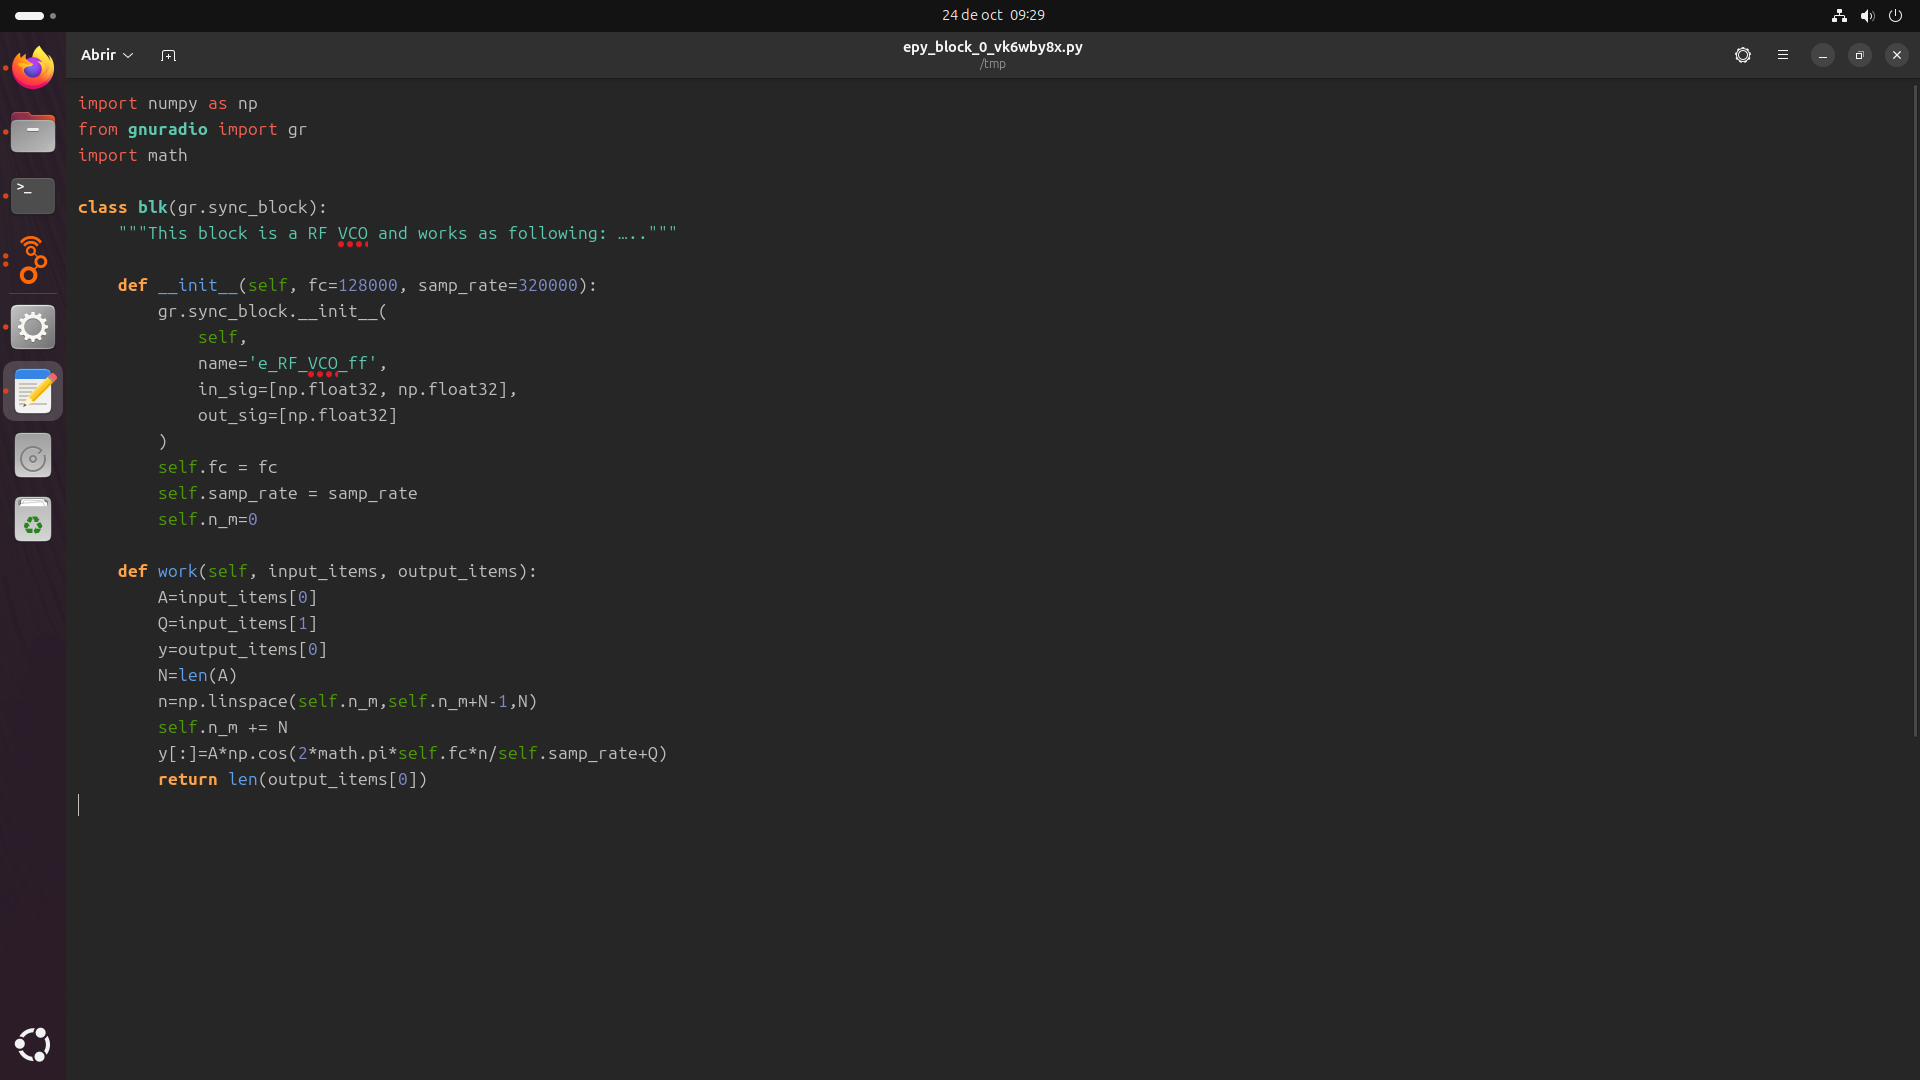 24 de oct 09:29
Abrir
epy_block_0_vk6wby8x.py
/tmp
>_
import numpy as np
from gnuradio import gr
import math
class blk(gr.sync_block):
    """This block is a RF VCO and works as following: ….."""
    def __init__(self, fc=128000, samp_rate=320000):
        gr.sync_block.__init__(
            self,
            name='e_RF_VCO_ff',
            in_sig=[np.float32, np.float32],
            out_sig=[np.float32]
        )
        self.fc = fc
        self.samp_rate = samp_rate
        self.n_m=0
    def work(self, input_items, output_items):
        A=input_items[0]
        Q=input_items[1]
        y=output_items[0]
        N=len(A)
        n=np.linspace(self.n_m,self.n_m+N-1,N)
        self.n_m += N
        y[:]=A*np.cos(2*math.pi*self.fc*n/self.samp_rate+Q)
        return len(output_items[0])